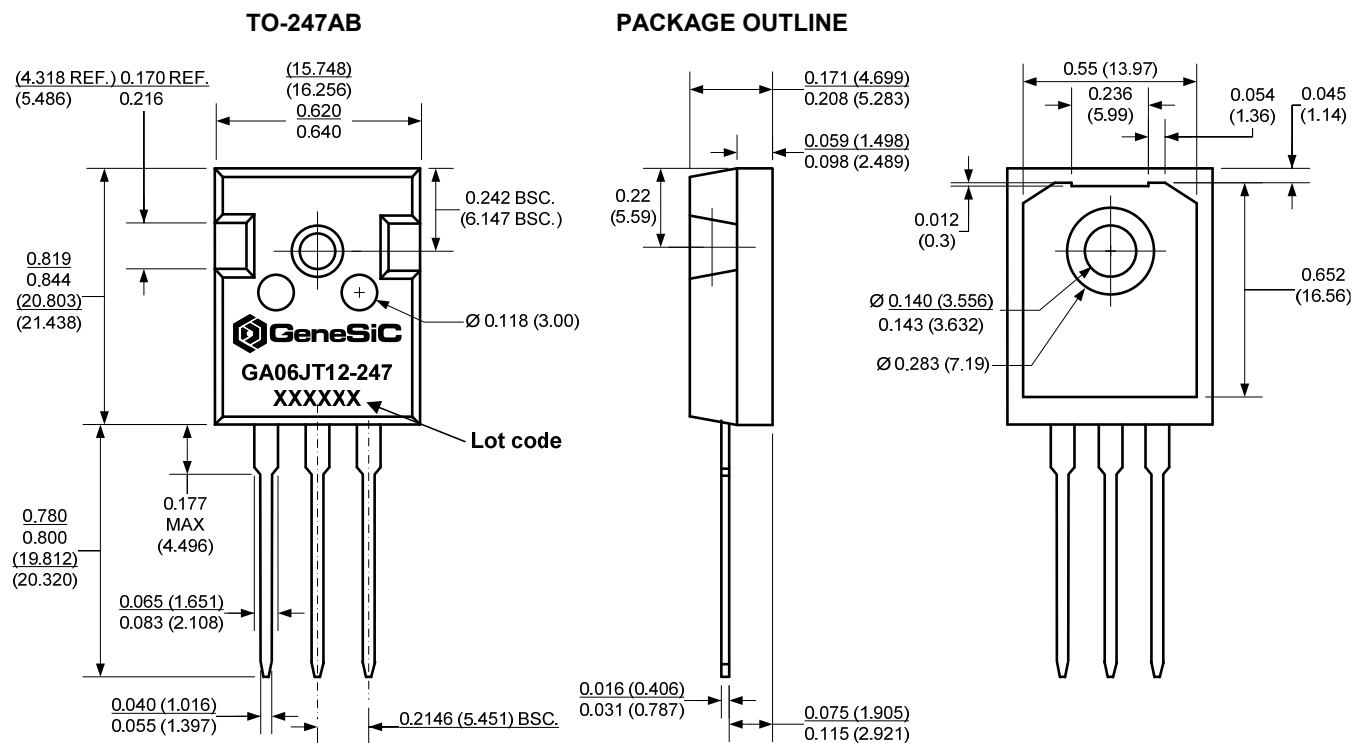 TO-247AB
PACKAGE OUTLINE
(4.318 REF.) 0.170 REF.
(5.486) 0.216
(15.748)
(16.256)
0.620
0.640
0.819
0.844
(20.803)
(21.438)
0.242 BSC.
(6.147 BSC.)
Ø 0.118 (3.00)
GeneSiC
GA06JT12-247
XXXXXX
Lot code
0.177
MAX
(4.496)
0.780
0.800
(19.812)
(20.320)
0.065 (1.651)
0.083 (2.108)
0.040 (1.016)
0.055 (1.397)
0.2146 (5.451) BSC.
0.171 (4.699)
0.208 (5.283)
0.059 (1.498)
0.098 (2.489)
0.22
(5.59)
0.016 (0.406)
0.031 (0.787)
0.075 (1.905)
0.115 (2.921)
0.55 (13.97)
0.236
(5.99)
0.054
(1.36)
0.045
(1.14)
0.012
(0.3)
0.652
(16.56)
Ø 0.140 (3.556)
0.143 (3.632)
Ø 0.283 (7.19)